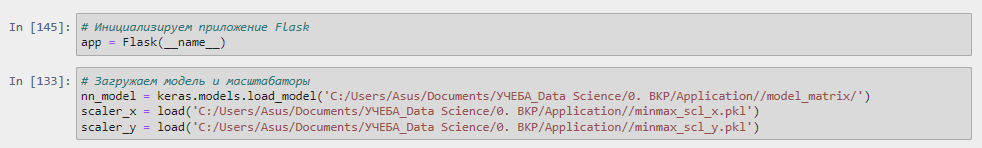 In [145]: # Инициализируем приложение Flask
app = Flask(__name__)
In [133]: # Загружаем модель и масштабаторы
nn_model = keras.models.load_model('C:/Users/Asus/Documents/УЧЕБА_Data Science/0. ВКР/Application//model_matrix/')
scaler_x = load('C:/Users/Asus/Documents/УЧЕБА_Data Science/0. ВКР/Application//minmax_scl_x.pkl')
scaler_y = load('C:/Users/Asus/Documents/УЧЕБА_Data Science/0. ВКР/Application//minmax_scl_y.pkl')